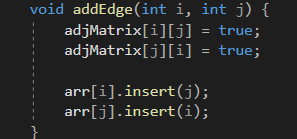 void addEdge(int i, int j) {
adjMatrix[i][j] = true;
adjMatrix[j][i] = true;
arr[i].insert(j);
arr[j].insert(i);
}